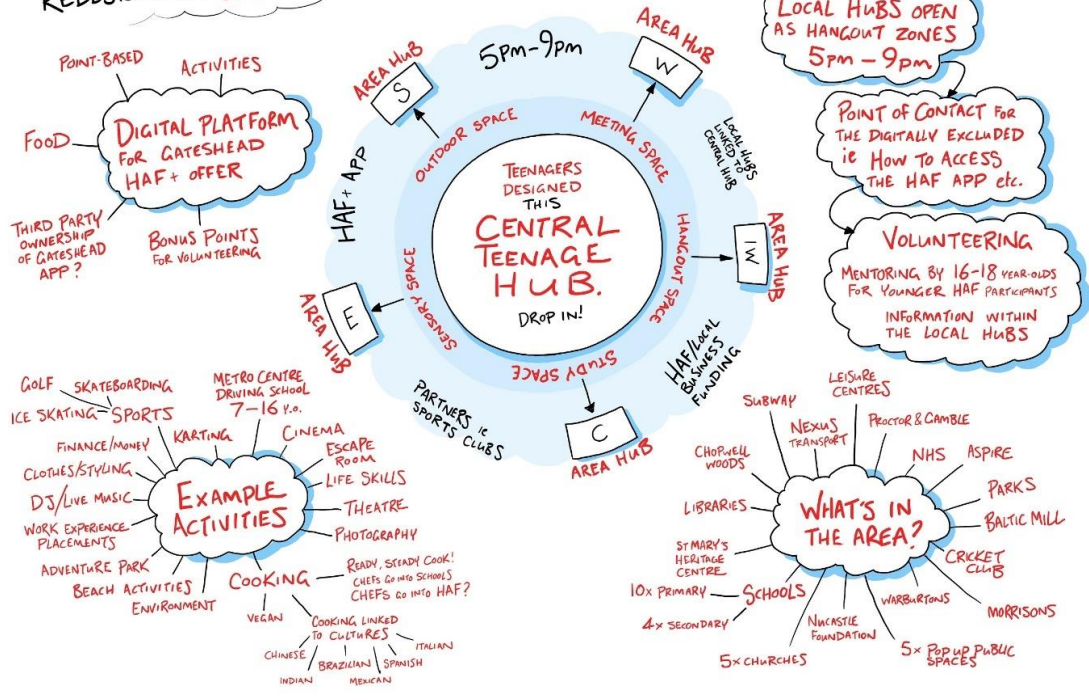 POINT-BASED
ACTIVITIES
FOOD
DIGITAL PLATFORM
FOR GATESHEAD
HAF+ OFFER
THIRD PARTY
OWNERSHIP
OF GATESHEAD
APP?
BONUS POINTS
FOR VOLUNTEERING
5PM-9PM
AREA HUB
S
AREA HUB
W
AREA HUB
IW
AREA HUB
C
AREA HUB
E
OUTDOOR SPACE
MEETING SPACE
HANGOUT SPACE
STUDY SPACE
SENSORY SPACE
TEENAGERS
DESIGNED
THIS
CENTRAL
TEENAGE
HUB.
DROP IN!
HAF+ APP
LOCAL HUBS
LINKED TO
CENTRAL HUB
HAF/LOCAL
BUSINESS
FUNDING
PARTNERS ie
SPORTS CLUBS
LOCAL HUBS OPEN
AS HANGOUT ZONES
5PM - 9PM
POINT OF CONTACT FOR
THE DIGITALLY EXCLUDED
ie HOW TO ACCESS
THE HAF APP etc.
VOLUNTEERING
MENTORING BY 16-18 YEAR-OLDS
FOR YOUNGER HAF PARTICIPANTS
INFORMATION WITHIN
THE LOCAL HUBS
EXAMPLE
ACTIVITIES
GOLF
SKATEBOARDING
ICE SKATING
SPORTS
METRO CENTRE
DRIVING SCHOOL
7-16 Y.O.
KARTING
CINEMA
FINANCE/MONEY
ESCAPE
ROOM
CLOTHES/STYLING
LIFE SKILLS
DJ/LIVE MUSIC
THEATRE
WORK EXPERIENCE
PLACEMENTS
PHOTOGRAPHY
ADVENTURE PARK
BEACH ACTIVITIES
ENVIRONMENT
COOKING
READY, STEADY COOK!
CHEFS GO INTO SCHOOLS
CHEFS GO INTO HAF?
VEGAN
COOKING LINKED
TO CULTURES
CHINESE
INDIAN
BRAZILIAN
MEXICAN
SPANISH
ITALIAN
WHAT'S IN
THE AREA?
SUBWAY
NEXUS
TRANSPORT
LEISURE
CENTRES
PROCTOR & GAMBLE
NHS
ASPIRE
CHOPWELL
WOODS
PARKS
LIBRARIES
BALTIC MILL
ST MARY'S
HERITAGE
CENTRE
CRICKET
CLUB
10x PRIMARY
SCHOOLS
4x SECONDARY
WARBURTONS
MORRISONS
NUCASTLE
FOUNDATION
5x CHURCHES
5x POP UP PUBLIC
SPACES